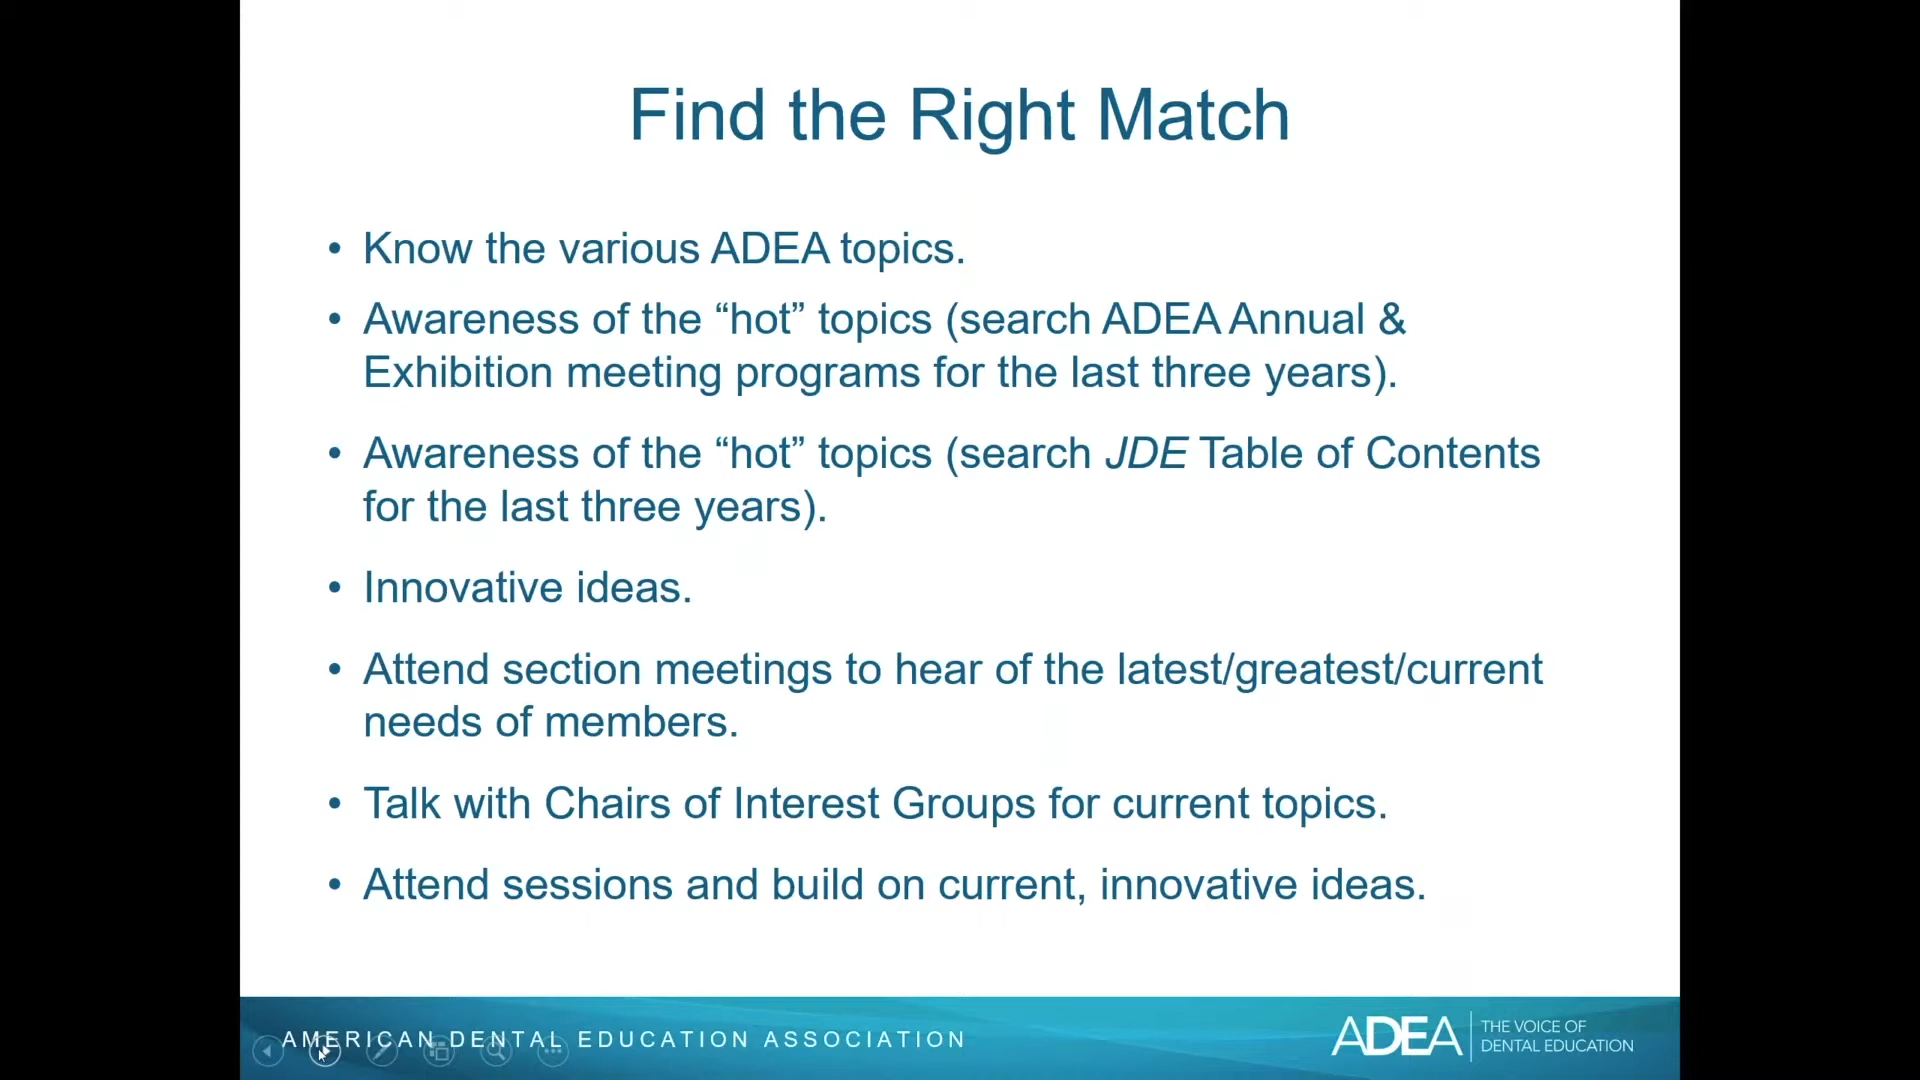 Find the Right Match
• Know the various ADEA topics.
• Awareness of the “hot” topics (search ADEA Annual &
Exhibition meeting programs for the last three years).
• Awareness of the “hot” topics (search JDE Table of Contents
for the last three years).
• Innovative ideas.
• Attend section meetings to hear of the latest/greatest/current
needs of members.
• Talk with Chairs of Interest Groups for current topics.
• Attend sessions and build on current, innovative ideas.
AMERICAN DENTAL EDUCATION ASSOCIATION
ADEA
THE VOICE OF
DENTAL EDUCATION